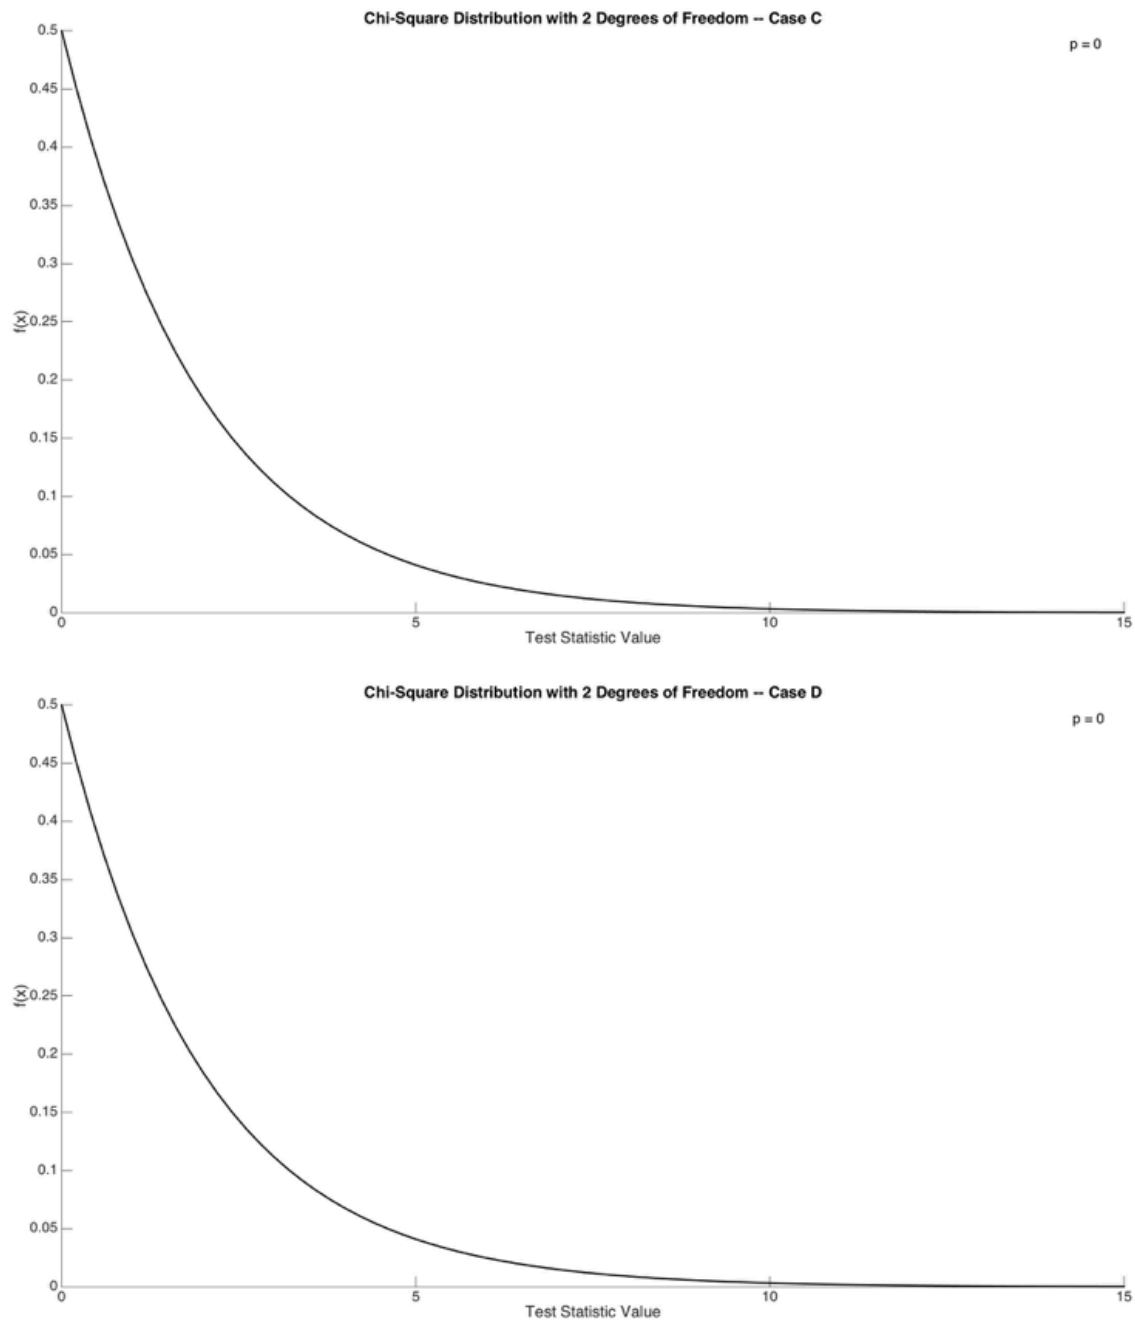 Chi-Square Distribution with 2 Degrees of Freedom -- Case C
p = 0
0.5
0.45
0.4
0.35
0.3
0.25
0.2
0.15
0.1
0.05
0
f(x)
0 5 10 15
Test Statistic Value
Chi-Square Distribution with 2 Degrees of Freedom -- Case D
p = 0
0.5
0.45
0.4
0.35
0.3
0.25
0.2
0.15
0.1
0.05
0
f(x)
0 5 10 15
Test Statistic Value